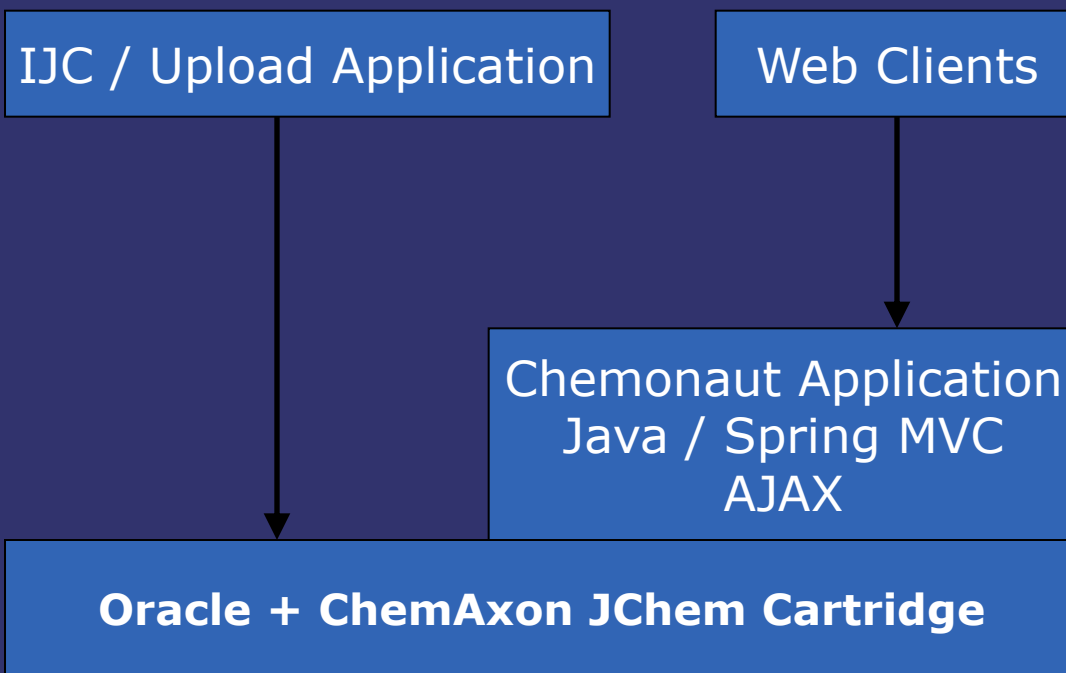 IJC / Upload Application
Web Clients
Chemonaut Application
Java / Spring MVC
AJAX
Oracle + ChemAxon JChem Cartridge